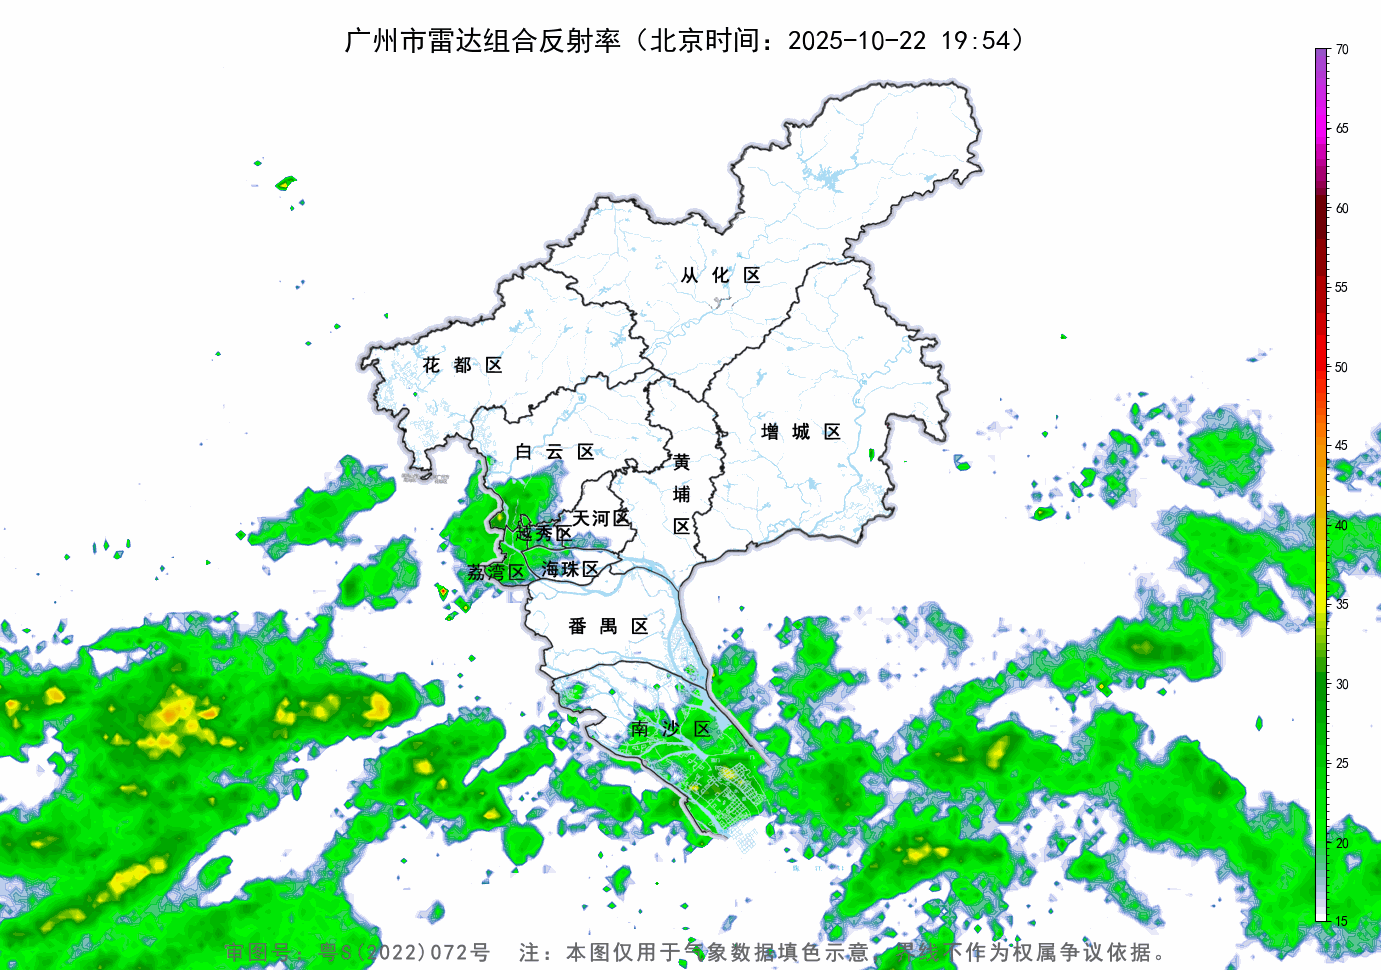 广州市雷达组合反射率（北京时间：2025-10-22 19:54）
70
65
60
从 化 区
55
花 都 区
50
增 城 区
白 云 区
45
黄
埔
区
天河区
越秀区
40
海珠区
荔湾区
35
番 禺 区
30
南 沙 区
25
20
15
审图号：粤S(2022)072号 注：本图仅用于气象数据填色示意，界线不作为权属争议依据。